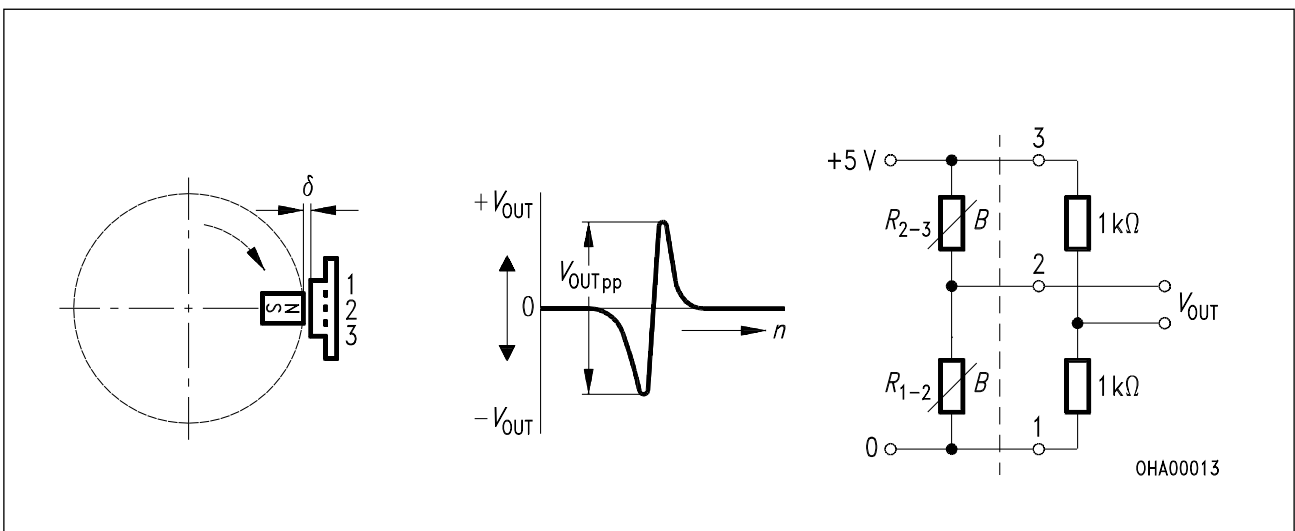 δ
S N
1
2
3
+V_OUT
V_OUTpp
0
n
−V_OUT
+5 V
3
R_2–3
B
1 kΩ
2
V_OUT
R_1–2
B
1 kΩ
0
1
OHA00013